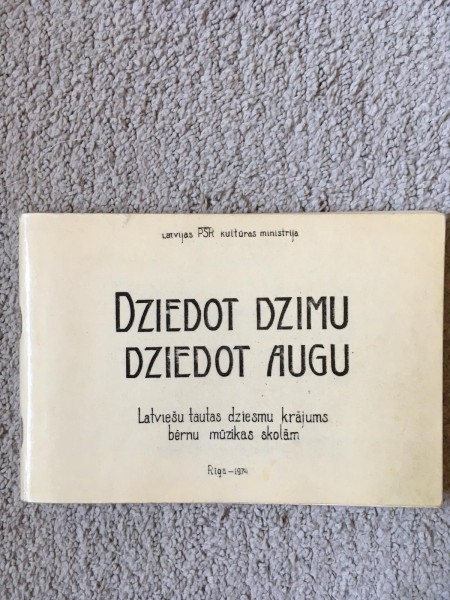 Latvijas PSR kultūras ministrija
DZIEDOT DZIMU
DZIEDOT AUGU
Latviešu tautas dziesmu krājums
bērnu mūzikas skolām
Rīga-1974